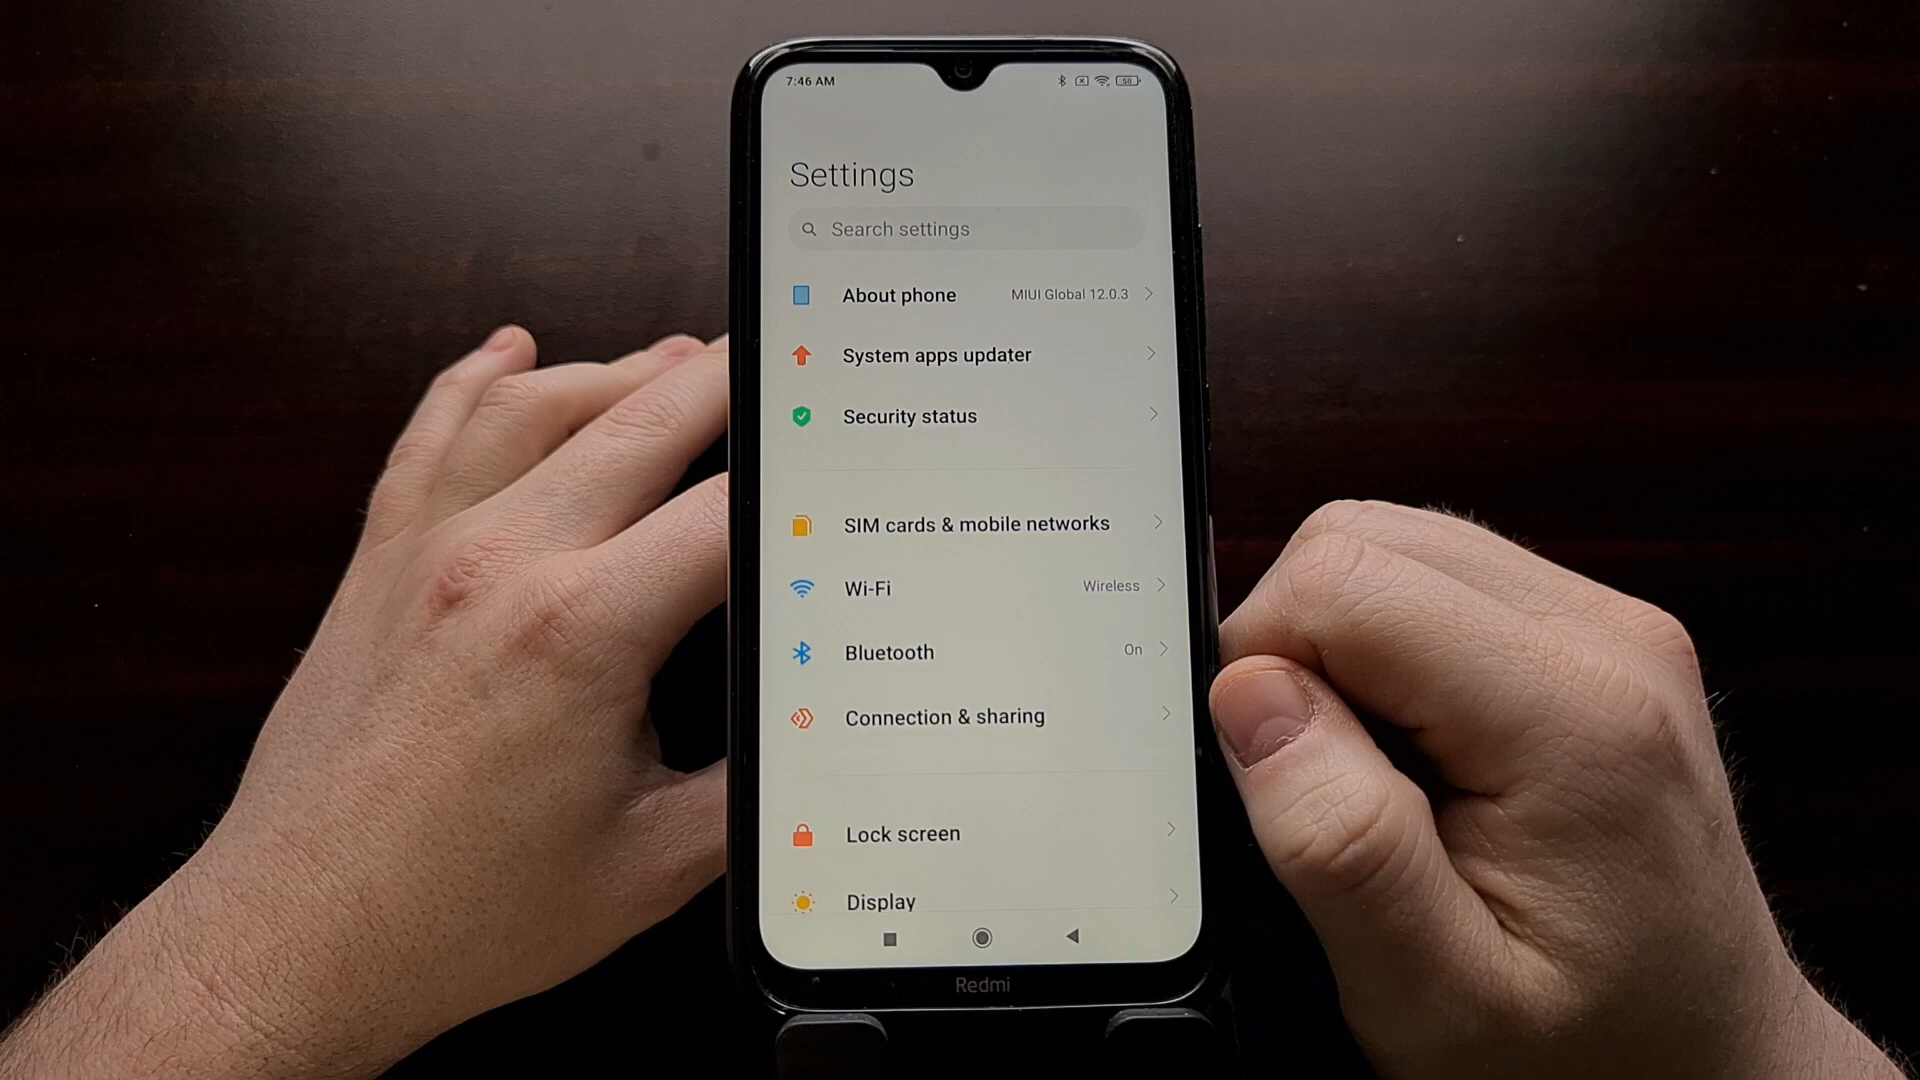 7:46 AM
58
Settings
Search settings
About phone MIUI Global 12.0.3
System apps updater
Security status
SIM cards & mobile networks
Wi-Fi Wireless
Bluetooth On
Connection & sharing
Lock screen
Display
Redmi